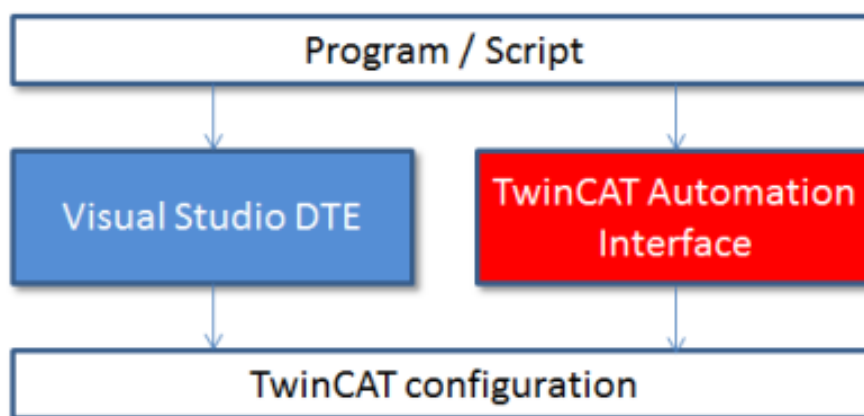 Program / Script
Visual Studio DTE
TwinCAT Automation
Interface
TwinCAT configuration